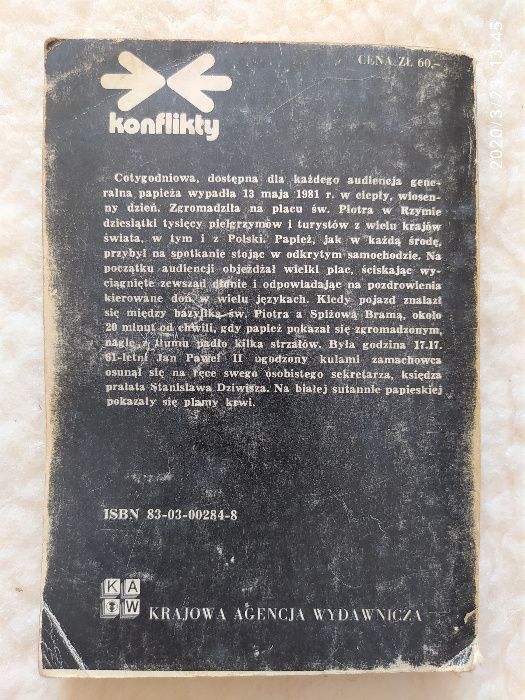 2020/3/29 13:45
CENA ZŁ 60,—
konflikty
Cotygodniowa, dostępna dla każdego audiencja gene-
ralna papieża wypadła 13 maja 1981 r. w ciepły, wiosen-
ny dzień. Zgromadziła na placu św. Piotra w Rzymie
dziesiątki tysięcy pielgrzymów i turystów z wielu krajów
świata, w tym i z Polski. Papież, jak w każdą środę,
przybył na spotkanie stojąc w odkrytym samochodzie. Na
początku audiencji objeżdżał wielki plac, ściskając wy-
ciągnięte zewsząd dłonie i odpowiadając na pozdrowienia
kierowane doń w wielu językach. Kiedy pojazd znalazł
się między bazyliką św. Piotra a Spiżową Bramą, około
20 minut od chwili, gdy papież pokazał się zgromadzonym,
nagle z tłumu padło kilka strzałów. Była godzina 17.17.
61-letni Jan Paweł II ugodzony kulami zamachowca
osunął się na ręce swego osobistego sekretarza, księdza
prałata Stanisława Dziwisza. Na białej sutannie papieskiej
pokazały się plamy krwi.
ISBN 83-03-00284-8
KA
W
KRAJOWA AGENCJA WYDAWNICZA